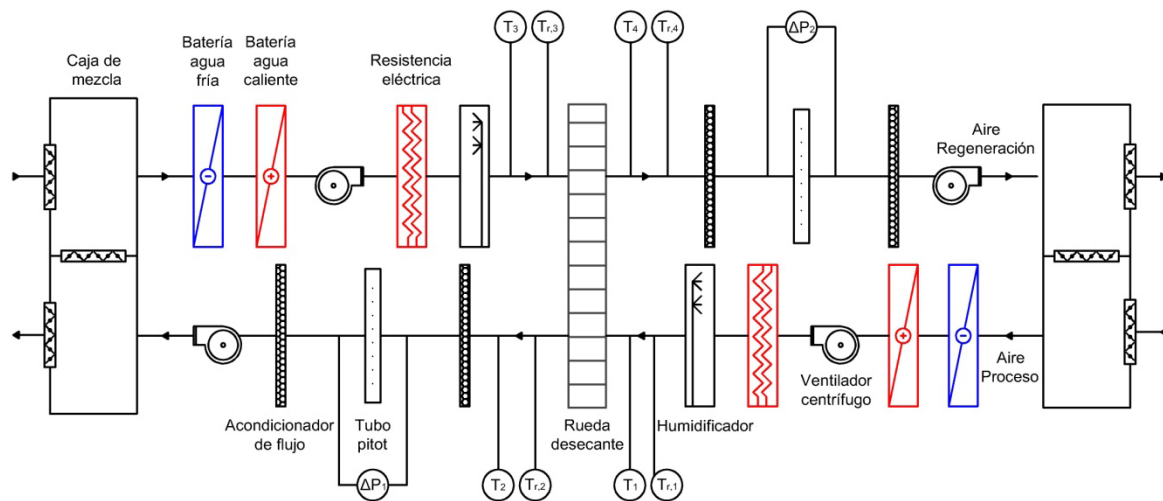 T3
Tr,3
T4
Tr,4
ΔP2
Caja de
mezcla
Batería
agua
fría
Batería
agua
caliente
Resistencia
eléctrica
Aire
Regeneración
Acondicionador
de flujo
Tubo
pitot
Rueda
desecante
Humidificador
Ventilador
centrífugo
Aire
Proceso
ΔP1
T2
Tr,2
T1
Tr,1